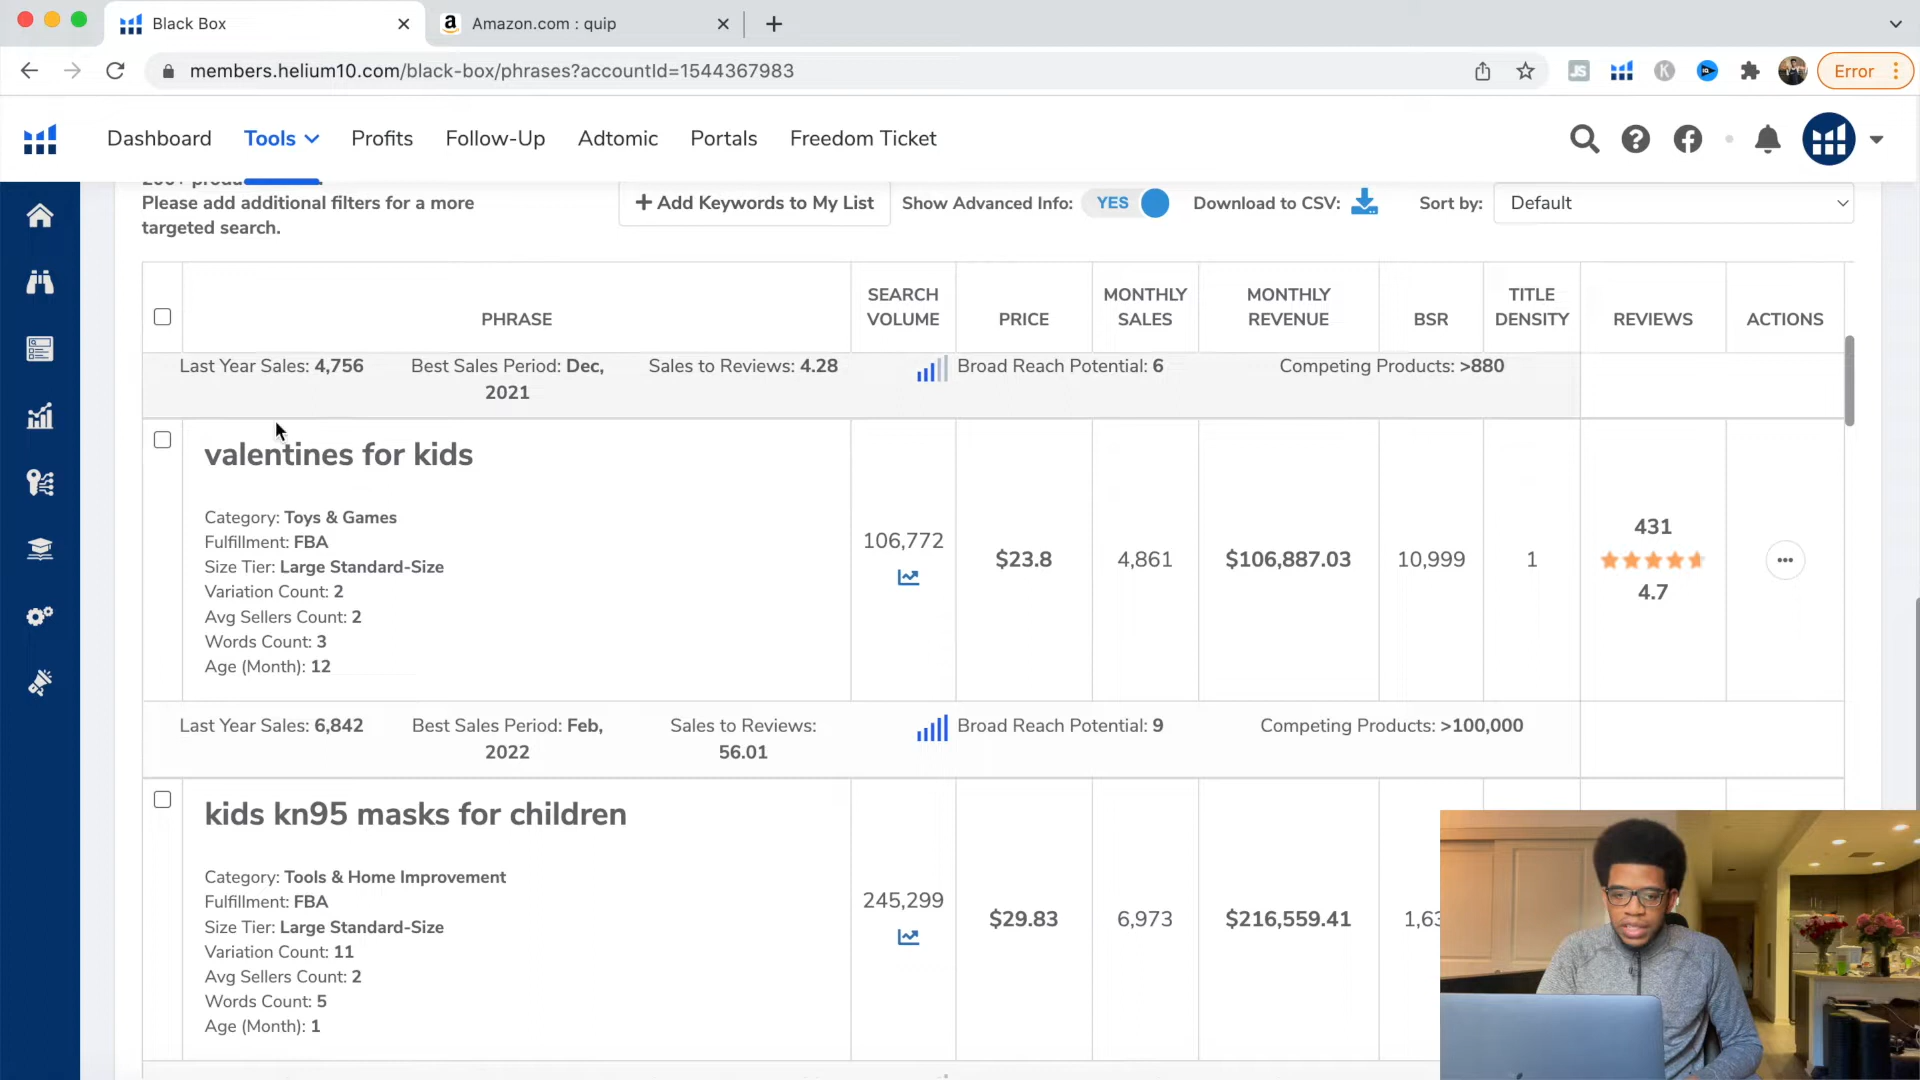 Black Box
Amazon.com : quip
members.helium10.com/black-box/phrases?accountId=1544367983
JS
K
Error
Dashboard
Tools
Profits
Follow-Up
Adtomic
Portals
Freedom Ticket
Please add additional filters for a more
targeted search.
+ Add Keywords to My List
Show Advanced Info:
YES
Download to CSV:
Sort by:
Default
PHRASE
SEARCH
VOLUME
PRICE
MONTHLY
SALES
MONTHLY
REVENUE
BSR
TITLE
DENSITY
REVIEWS
ACTIONS
Last Year Sales: 4,756
Best Sales Period: Dec,
2021
Sales to Reviews: 4.28
Broad Reach Potential: 6
Competing Products: >880
valentines for kids
Category: Toys & Games
Fulfillment: FBA
Size Tier: Large Standard-Size
Variation Count: 2
Avg Sellers Count: 2
Words Count: 3
Age (Month): 12
106,772
$23.8
4,861
$106,887.03
10,999
1
431
4.7
Last Year Sales: 6,842
Best Sales Period: Feb,
2022
Sales to Reviews:
56.01
Broad Reach Potential: 9
Competing Products: >100,000
kids kn95 masks for children
Category: Tools & Home Improvement
Fulfillment: FBA
Size Tier: Large Standard-Size
Variation Count: 11
Avg Sellers Count: 2
Words Count: 5
Age (Month): 1
245,299
$29.83
6,973
$216,559.41